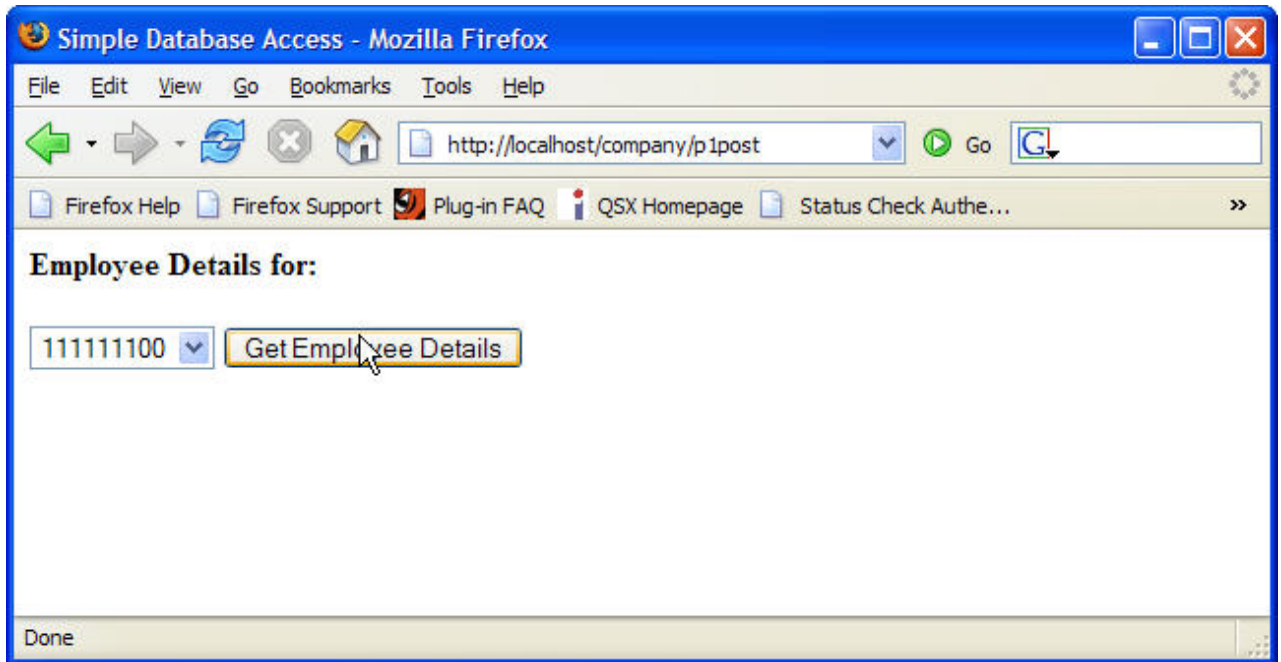 Simple Database Access - Mozilla Firefox
File Edit View Go Bookmarks Tools Help
http://localhost/company/p1post Go G
Firefox Help Firefox Support Plug-in FAQ QSX Homepage Status Check Authe... »
Employee Details for:
111111100 Get Employee Details
Done